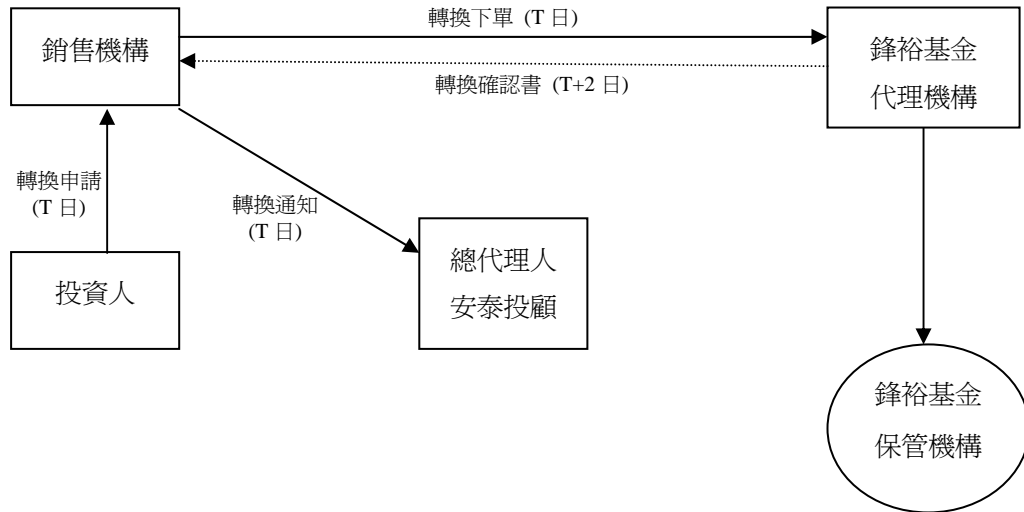 轉換下單 (T 日)
銷售機構
鋒裕基金
代理機構
轉換確認書 (T+2 日)
轉換申請
(T 日)
轉換通知
(T 日)
總代理人
安泰投顧
投資人
鋒裕基金
保管機構